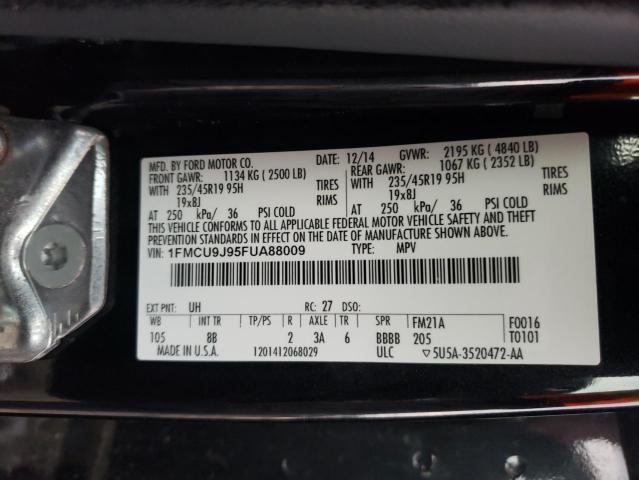 MFD. BY FORD MOTOR CO. DATE: 12/14 GVWR: 2195 KG ( 4840 LB)
FRONT GAWR: 1134 KG ( 2500 LB) REAR GAWR: 1067 KG ( 2352 LB)
WITH 235/45R19 95H TIRES WITH 235/45R19 95H TIRES
19x8J RIMS 19x8J RIMS
AT 250 kPa/ 36 PSI COLD AT 250 kPa/ 36 PSI COLD
THIS VEHICLE CONFORMS TO ALL APPLICABLE FEDERAL MOTOR VEHICLE SAFETY AND THEFT
PREVENTION STANDARDS IN EFFECT ON THE DATE OF MANUFACTURE SHOWN ABOVE.
VIN: 1FMCU9J95FUA88009 TYPE: MPV
EXT PNT: UH RC: 27 DSO:
WB INT TR TP/PS R AXLE TR SPR FM21A F0016
105 8B 2 3A 6 BBBB 205 T0101
MADE IN U.S.A. 1201412068029 ULC ▽5U5A-3520472-AA